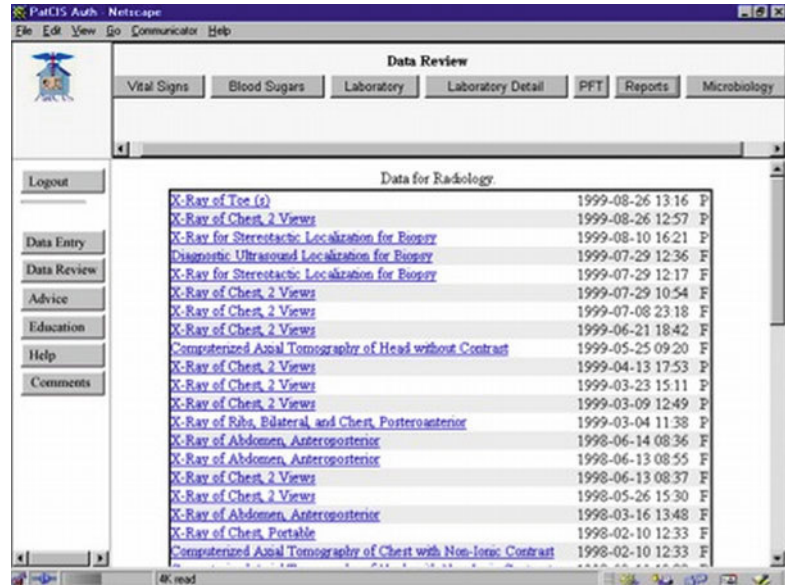 PatCIS Auth - Netscape
File Edit View Go Communicator Help
Data Review
Vital Signs Blood Sugars Laboratory Laboratory Detail PFT Reports Microbiology
Logout
Data Entry
Data Review
Advice
Education
Help
Comments
Data for Radiology.
X-Ray of Toe (s) 1999-08-26 13:16 P
X-Ray of Chest, 2 Views 1999-08-26 12:57 P
X-Ray for Stereotactic Localization for Biopsy 1999-08-10 16:21 P
Diagnostic Ultrasound Localization for Biopsy 1999-07-29 12:36 F
X-Ray for Stereotactic Localization for Biopsy 1999-07-29 12:17 F
X-Ray of Chest, 2 Views 1999-07-29 10:54 F
X-Ray of Chest, 2 Views 1999-07-08 23:18 F
X-Ray of Chest, 2 Views 1999-06-21 18:42 F
Computerized Axial Tomography of Head without Contrast 1999-05-25 09:20 F
X-Ray of Chest, 2 Views 1999-04-13 17:53 P
X-Ray of Chest, 2 Views 1999-03-23 15:11 P
X-Ray of Chest, 2 Views 1999-03-09 12:49 P
X-Ray of Ribs, Bilateral, and Chest, Posteroanterior 1999-03-04 11:38 P
X-Ray of Abdomen, Anteroposterior 1998-06-14 08:36 F
X-Ray of Abdomen, Anteroposterior 1998-06-13 08:55 F
X-Ray of Chest, 2 Views 1998-06-13 08:37 F
X-Ray of Chest, 2 Views 1998-05-26 15:30 F
X-Ray of Abdomen, Anteroposterior 1998-03-16 13:48 F
X-Ray of Chest, Portable 1998-02-10 12:33 F
Computerized Axial Tomography of Chest with Non-Ionic Contrast 1998-02-10 12:33 F
4K read